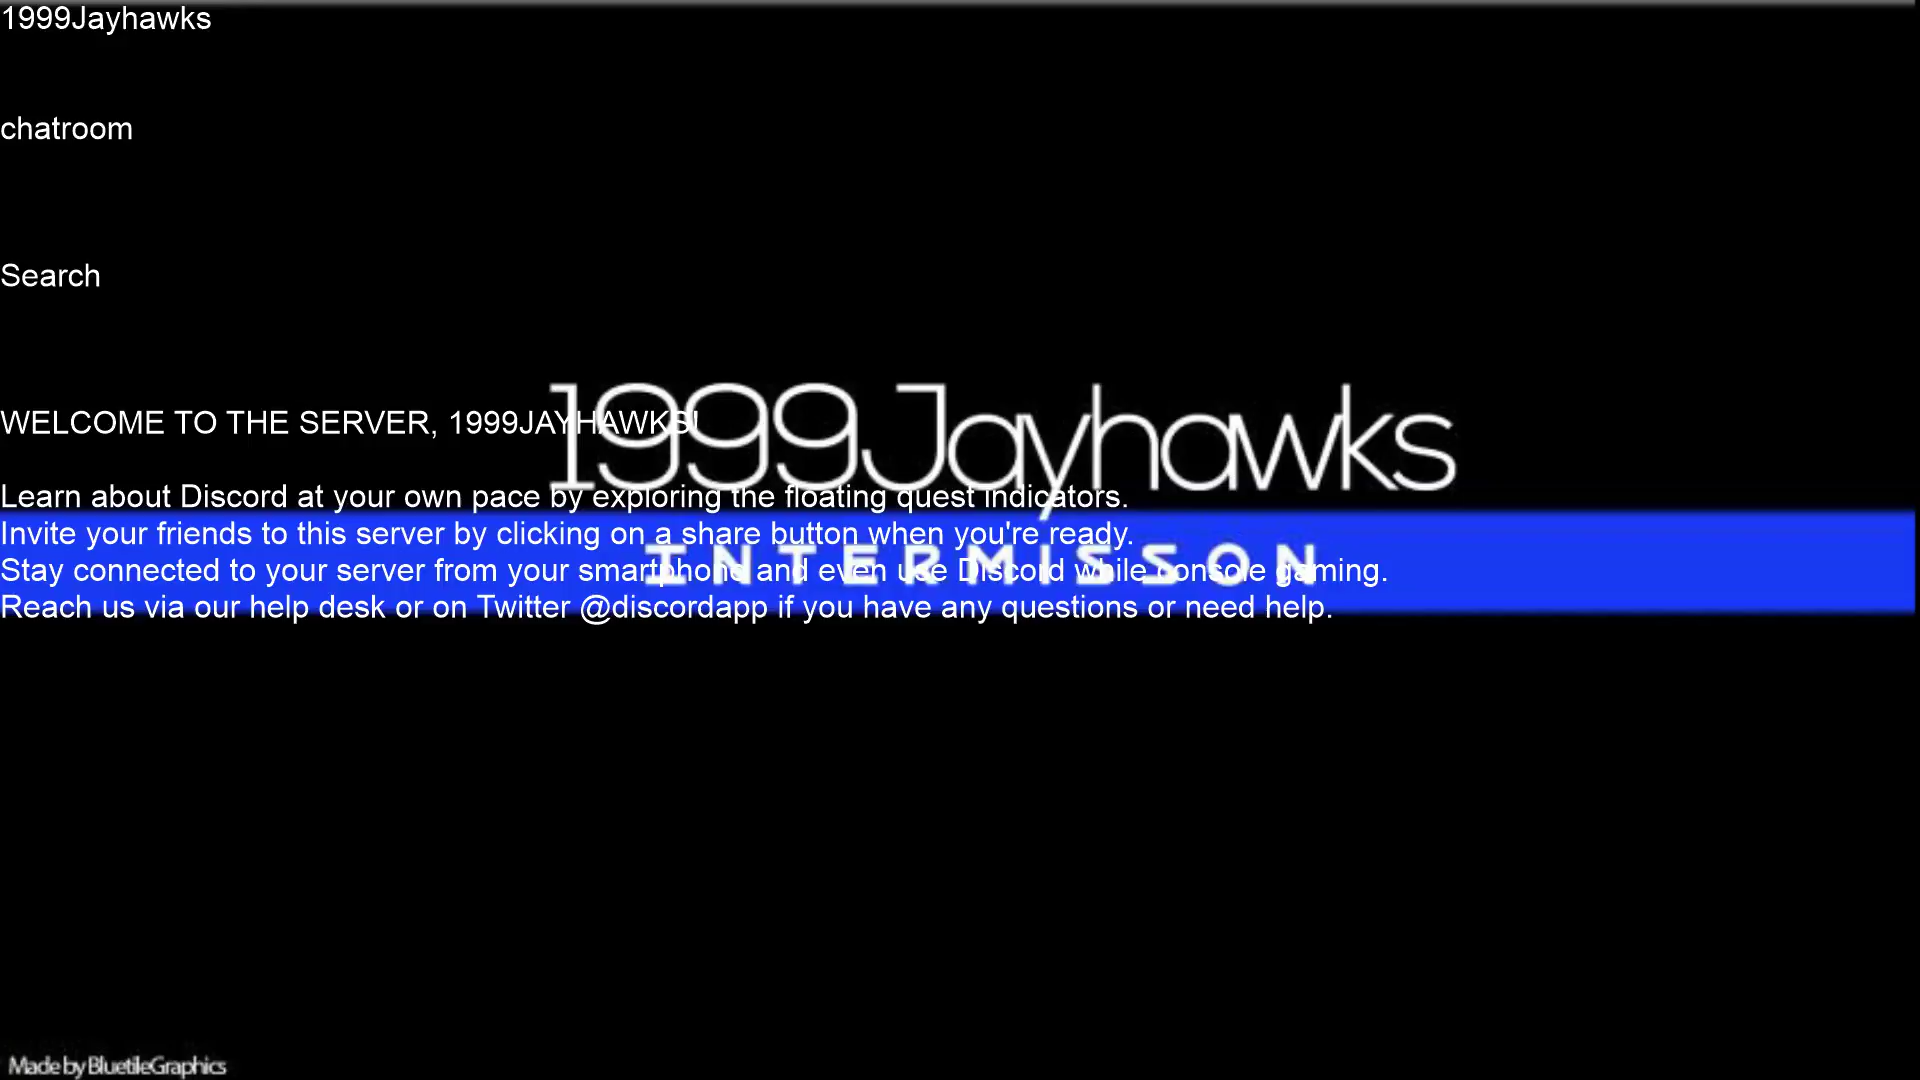 1999Jayhawks
chatroom
Search
WELCOME TO THE SERVER, 1999JAYHAWKS!
1999Jayhawks
Learn about Discord at your own pace by exploring the floating quest indicators.
Invite your friends to this server by clicking on a share button when you're ready.
INTERMISSON
Stay connected to your server from your smartphone and even use Discord while console gaming.
Reach us via our help desk or on Twitter @discordapp if you have any questions or need help.
Made by BluetileGraphics